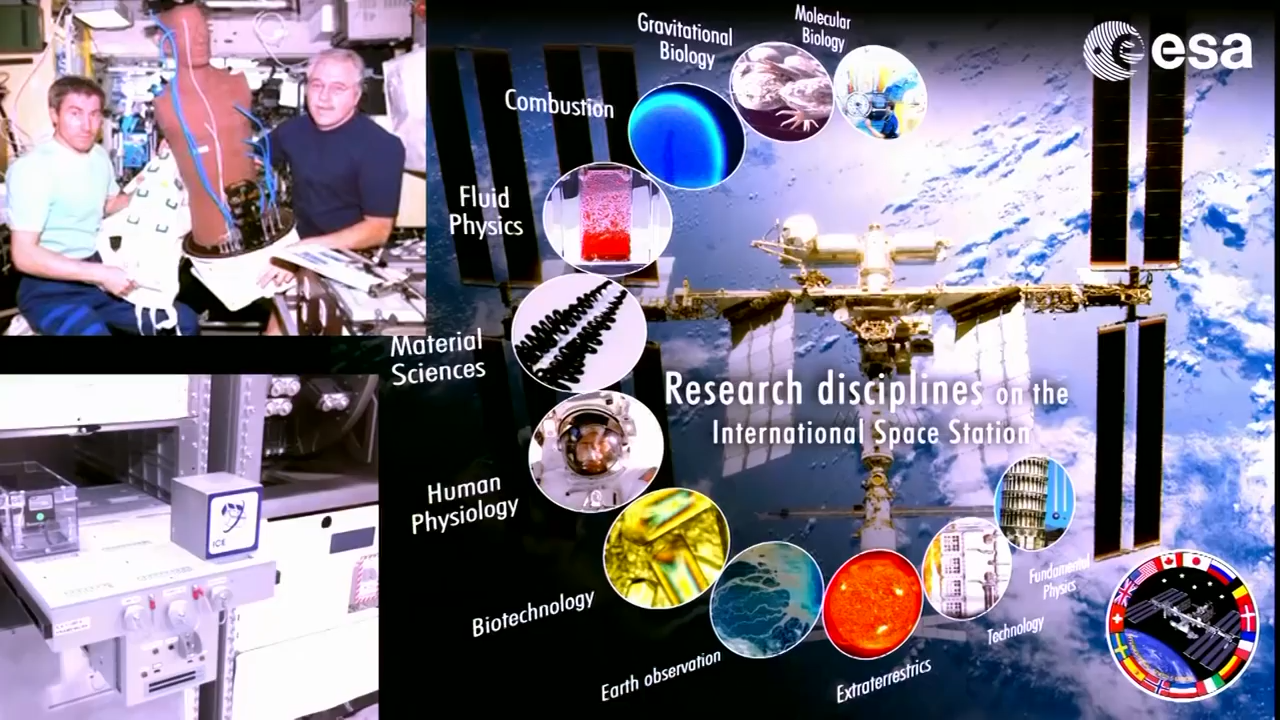 Gravitational
Biology
Molecular
Biology
esa
Combustion
Fluid
Physics
Material
Sciences
Research disciplines on the
International Space Station
Human
Physiology
ICE
Biotechnology
Fundamental
Physics
Technology
Earth observation
Extraterrestrics